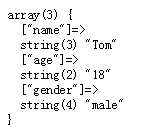 array(3) {
["name"]=>
string(3) "Tom"
["age"]=>
string(2) "18"
["gender"]=>
string(4) "male"
}